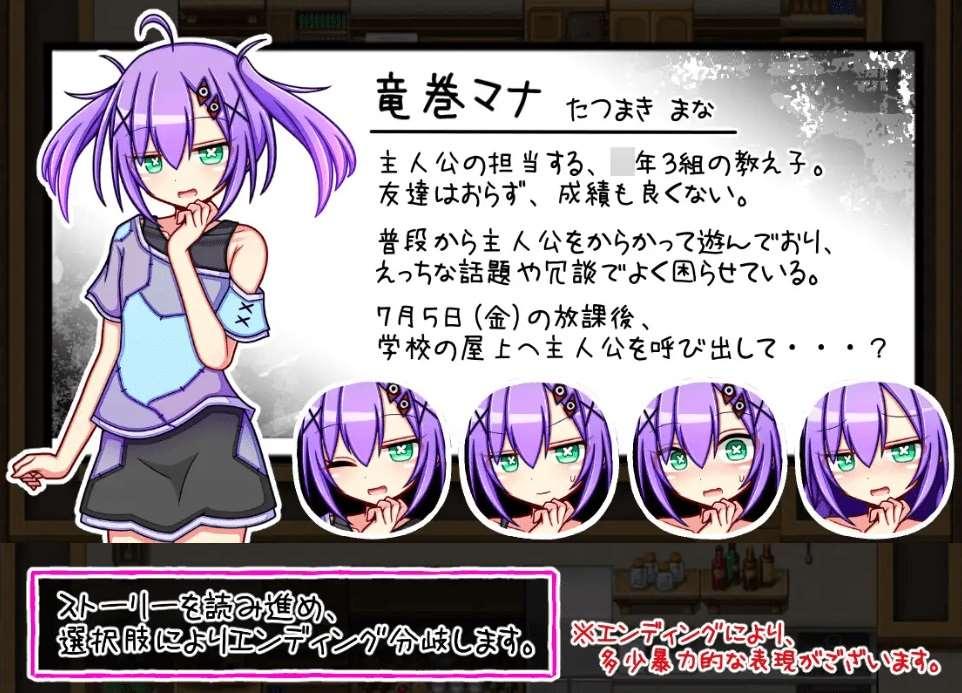 竜巻マナ たつまき まな
主人公の担当する、 年3組の教え子。
友達はおらず、成績も良くない。
普段から主人公をからかって遊んでおり、
えっちな話題や冗談でよく困らせている。
7月5日(金)の放課後、
学校の屋上へ主人公を呼び出して・・・?
ストーリーを読み進め、
選択肢によりエンディング分岐します。
※エンディングにより、
多少暴力的な表現がございます。